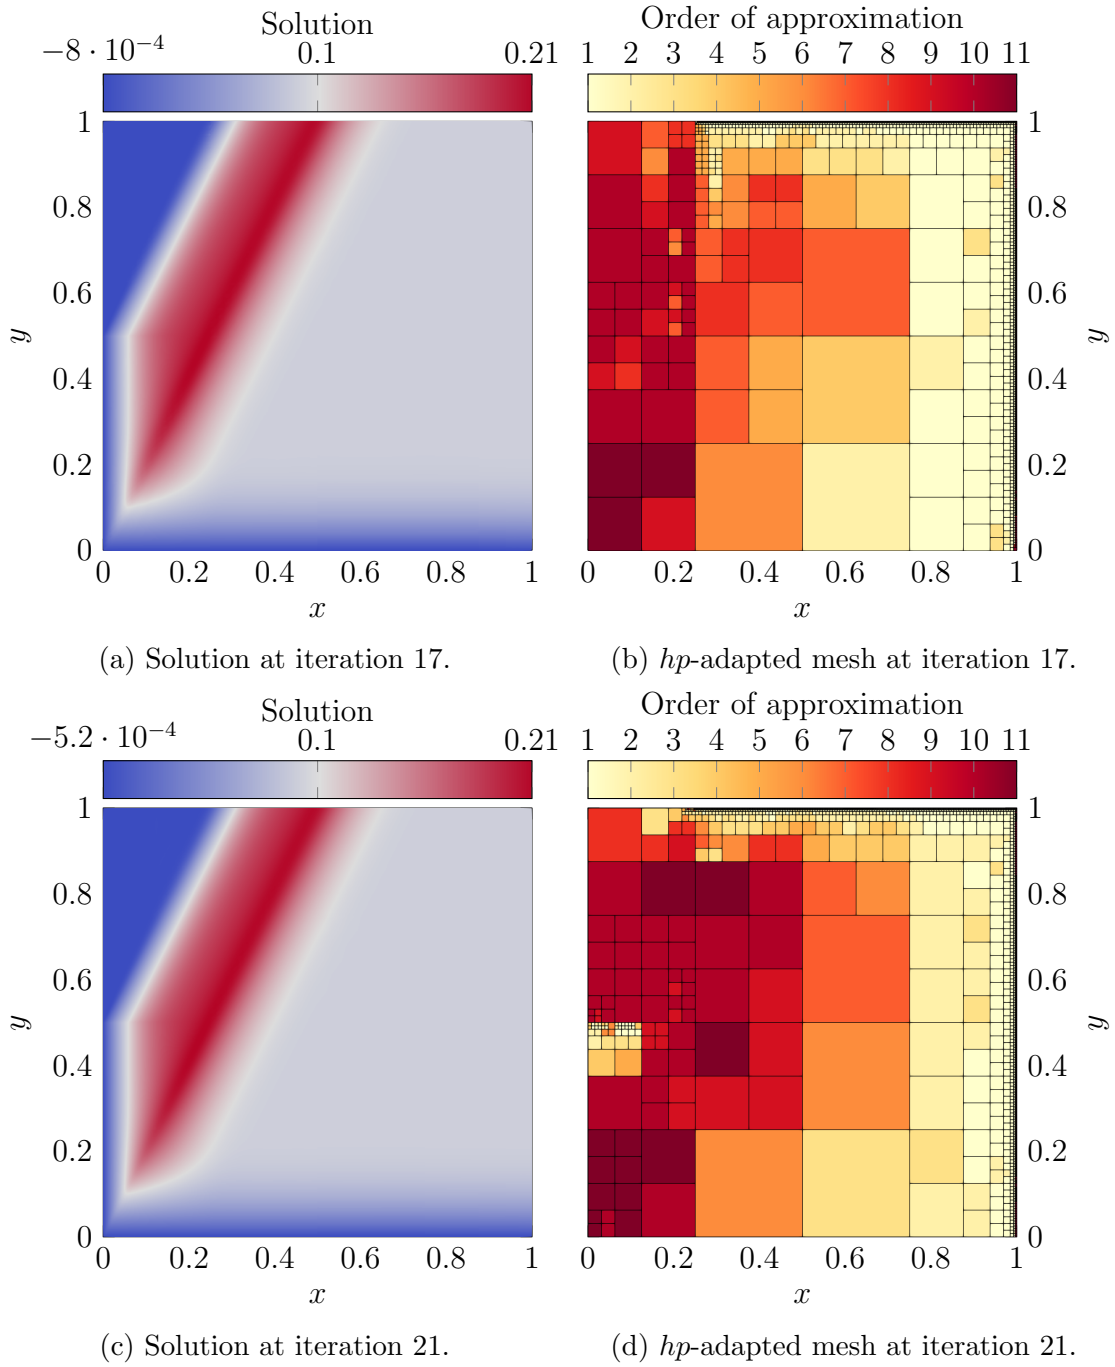 Solution
−8 · 10⁻⁴ 0.1 0.21
Order of approximation
1 2 3 4 5 6 7 8 9 10 11
1
0.8
0.6
0.4
0.2
0
y
0 0.2 0.4 0.6 0.8 1
x
1
0.8
0.6
0.4
0.2
0
y
0 0.2 0.4 0.6 0.8 1
x
(a) Solution at iteration 17.
(b) hp-adapted mesh at iteration 17.
Solution
−5.2 · 10⁻⁴ 0.1 0.21
Order of approximation
1 2 3 4 5 6 7 8 9 10 11
1
0.8
0.6
0.4
0.2
0
y
0 0.2 0.4 0.6 0.8 1
x
1
0.8
0.6
0.4
0.2
0
y
0 0.2 0.4 0.6 0.8 1
x
(c) Solution at iteration 21.
(d) hp-adapted mesh at iteration 21.